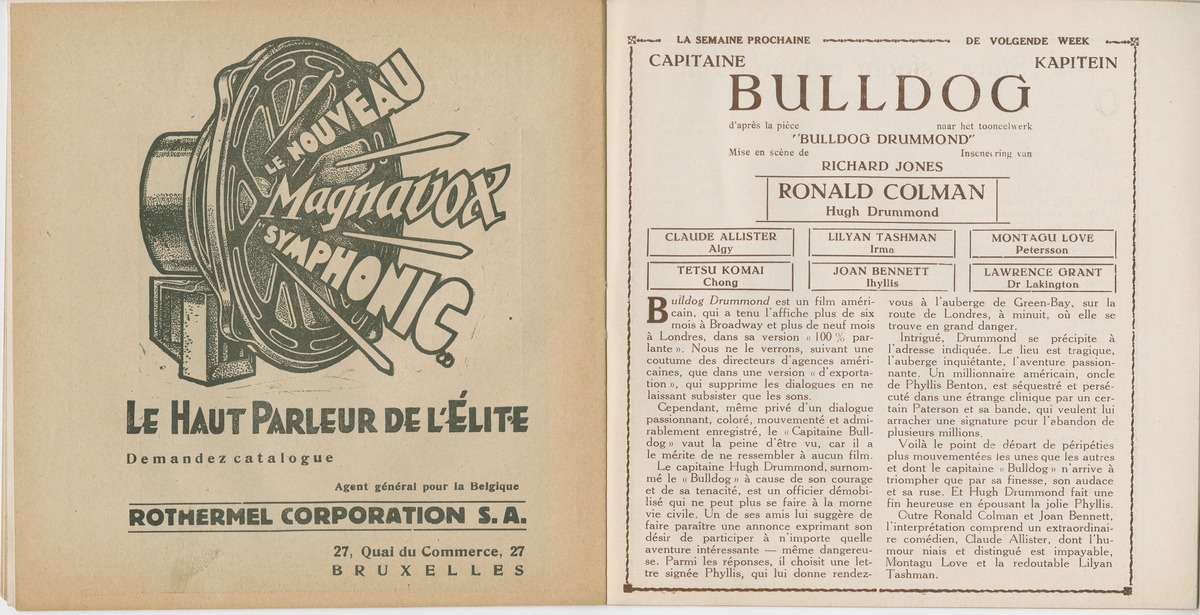 LE NOUVEAU
Magnavox
"SYMPHONIC"
LE HAUT PARLEUR DE L'ÉLITE
Demandez catalogue
Agent général pour la Belgique
ROTHERMEL CORPORATION S. A.
27, Quai du Commerce, 27
BRUXELLES
LA SEMAINE PROCHAINE DE VOLGENDE WEEK
CAPITAINE KAPITEIN
BULLDOG
d'après la pièce naar het tooneelwerk
"BULLDOG DRUMMOND"
Mise en scène de Insceneering van
RICHARD JONES
RONALD COLMAN
Hugh Drummond
CLAUDE ALLISTER LILYAN TASHMAN MONTAGU LOVE
Algy Irma Petersson
TETSU KOMAI JOAN BENNETT LAWRENCE GRANT
Chong Ihyllis Dr Lakington
Bulldog Drummond est un film améri-
cain, qui a tenu l'affiche plus de six
mois à Broadway et plus de neuf mois
à Londres, dans sa version « 100 % par-
lante ». Nous ne le verrons, suivant une
coutume des directeurs d'agences améri-
caines, que dans une version « d'exporta-
tion », qui supprime les dialogues en ne
laissant subsister que les sons.
Cependant, même privé d'un dialogue
passionnant, coloré, mouvementé et admi-
rablement enregistré, le « Capitaine Bull-
dog » vaut la peine d'être vu, car il a
le mérite de ne ressembler à aucun film.
Le capitaine Hugh Drummond, surnom-
mé le « Bulldog » à cause de son courage
et de sa tenacité, est un officier démobi-
lisé qui ne peut plus se faire à la morne
vie civile. Un de ses amis lui suggère de
faire paraître une annonce exprimant son
désir de participer à n'importe quelle
aventure intéressante — même dangereu-
se. Parmi les réponses, il choisit une let-
tre signée Phyllis, qui lui donne rendez-
vous à l'auberge de Green-Bay, sur la
route de Londres, à minuit, où elle se
trouve en grand danger.
Intrigué, Drummond se précipite à
l'adresse indiquée. Le lieu est tragique,
l'auberge inquiétante, l'aventure passion-
nante. Un millionnaire américain, oncle
de Phyllis Benton, est séquestré et persé-
cuté dans une étrange clinique par un cer-
tain Paterson et sa bande, qui veulent lui
arracher une signature pour l'abandon de
plusieurs millions.
Voilà le point de départ de péripéties
plus mouvementées les unes que les autres
et dont le capitaine « Bulldog » n'arrive à
triompher que par sa finesse, son audace
et sa ruse. Et Hugh Drummond fait une
fin heureuse en épousant la jolie Phyllis.
Outre Ronald Colman et Joan Bennett,
l'interprétation comprend un extraordinai-
re comédien, Claude Allister, dont l'hu-
mour niais et distingué est impayable,
Montagu Love et la redoutable Lilyan
Tashman.